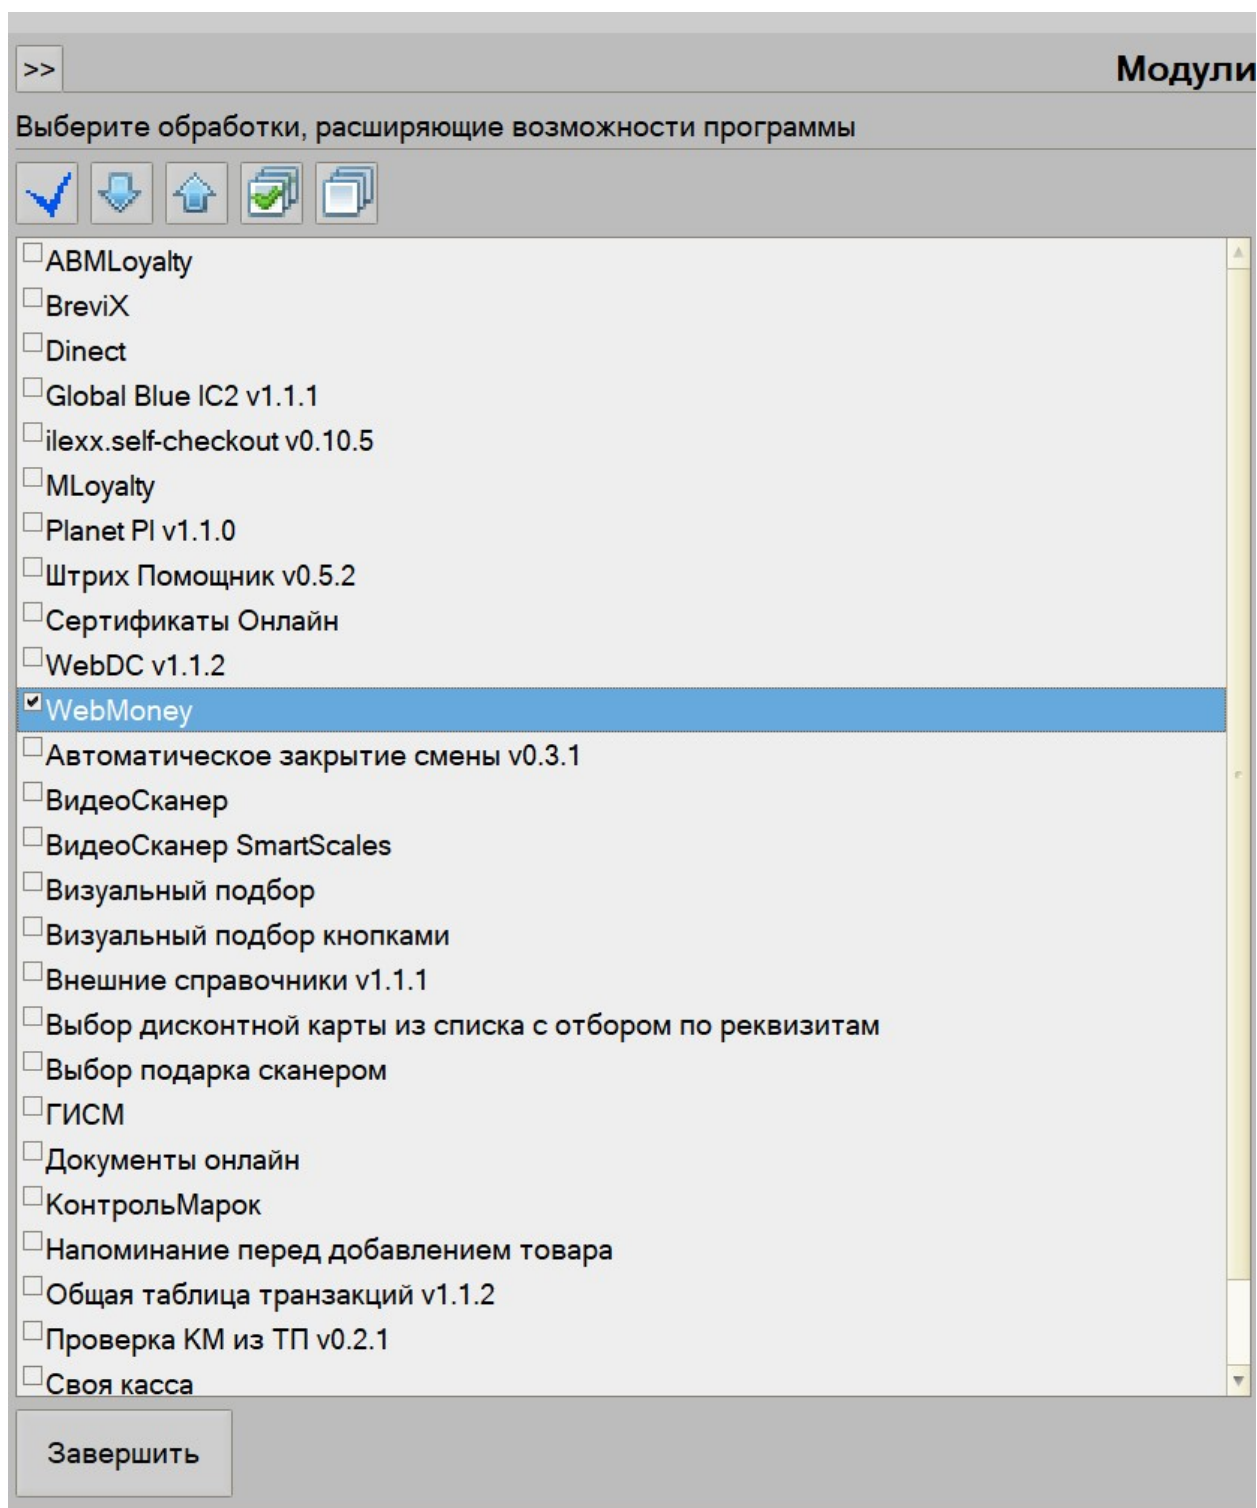 >>
Модули
Выберите обработки, расширяющие возможности программы
ABMLoyalty
BreviX
Dinect
Global Blue IC2 v1.1.1
ilexx.self-checkout v0.10.5
MLoyalty
Planet PI v1.1.0
Штрих Помощник v0.5.2
Сертификаты Онлайн
WebDC v1.1.2
WebMoney
Автоматическое закрытие смены v0.3.1
ВидеоСканер
ВидеоСканер SmartScales
Визуальный подбор
Визуальный подбор кнопками
Внешние справочники v1.1.1
Выбор дисконтной карты из списка с отбором по реквизитам
Выбор подарка сканером
ГИСМ
Документы онлайн
КонтрольМарок
Напоминание перед добавлением товара
Общая таблица транзакций v1.1.2
Проверка КМ из ТП v0.2.1
Своя касса
Завершить